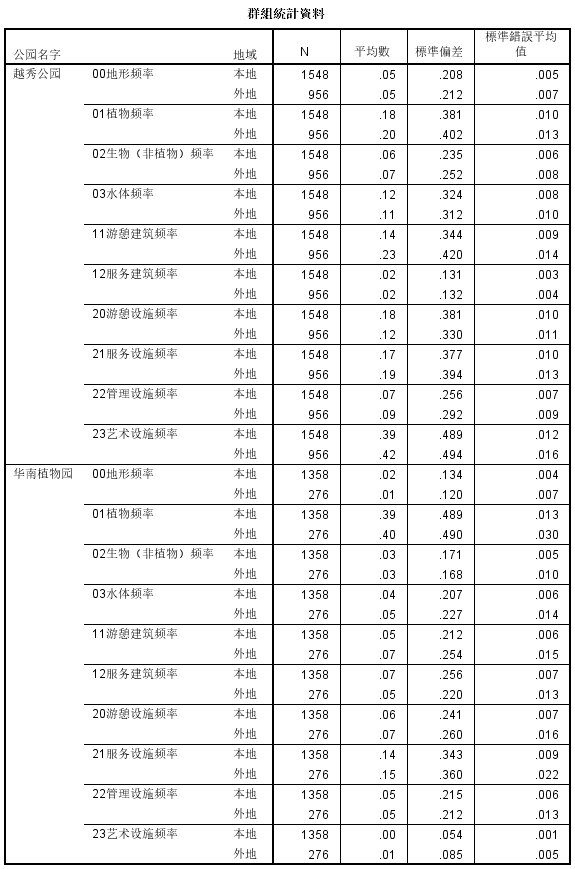 群組統計資料
公园名字 地域 N 平均數 標準偏差 標準錯誤平均值
越秀公园 00地形频率 本地 1548 .05 .208 .005
外地 956 .05 .212 .007
01植物频率 本地 1548 .18 .381 .010
外地 956 .20 .402 .013
02生物（非植物）频率 本地 1548 .06 .235 .006
外地 956 .07 .252 .008
03水体频率 本地 1548 .12 .324 .008
外地 956 .11 .312 .010
11游憩建筑频率 本地 1548 .14 .344 .009
外地 956 .23 .420 .014
12服务建筑频率 本地 1548 .02 .131 .003
外地 956 .02 .132 .004
20游憩设施频率 本地 1548 .18 .381 .010
外地 956 .12 .330 .011
21服务设施频率 本地 1548 .17 .377 .010
外地 956 .19 .394 .013
22管理设施频率 本地 1548 .07 .256 .007
外地 956 .09 .292 .009
23艺术设施频率 本地 1548 .39 .489 .012
外地 956 .42 .494 .016
华南植物园 00地形频率 本地 1358 .02 .134 .004
外地 276 .01 .120 .007
01植物频率 本地 1358 .39 .489 .013
外地 276 .40 .490 .030
02生物（非植物）频率 本地 1358 .03 .171 .005
外地 276 .03 .168 .010
03水体频率 本地 1358 .04 .207 .006
外地 276 .05 .227 .014
11游憩建筑频率 本地 1358 .05 .212 .006
外地 276 .07 .254 .015
12服务建筑频率 本地 1358 .07 .256 .007
外地 276 .05 .220 .013
20游憩设施频率 本地 1358 .06 .241 .007
外地 276 .07 .260 .016
21服务设施频率 本地 1358 .14 .343 .009
外地 276 .15 .360 .022
22管理设施频率 本地 1358 .05 .215 .006
外地 276 .05 .212 .013
23艺术设施频率 本地 1358 .00 .054 .001
外地 276 .01 .085 .005